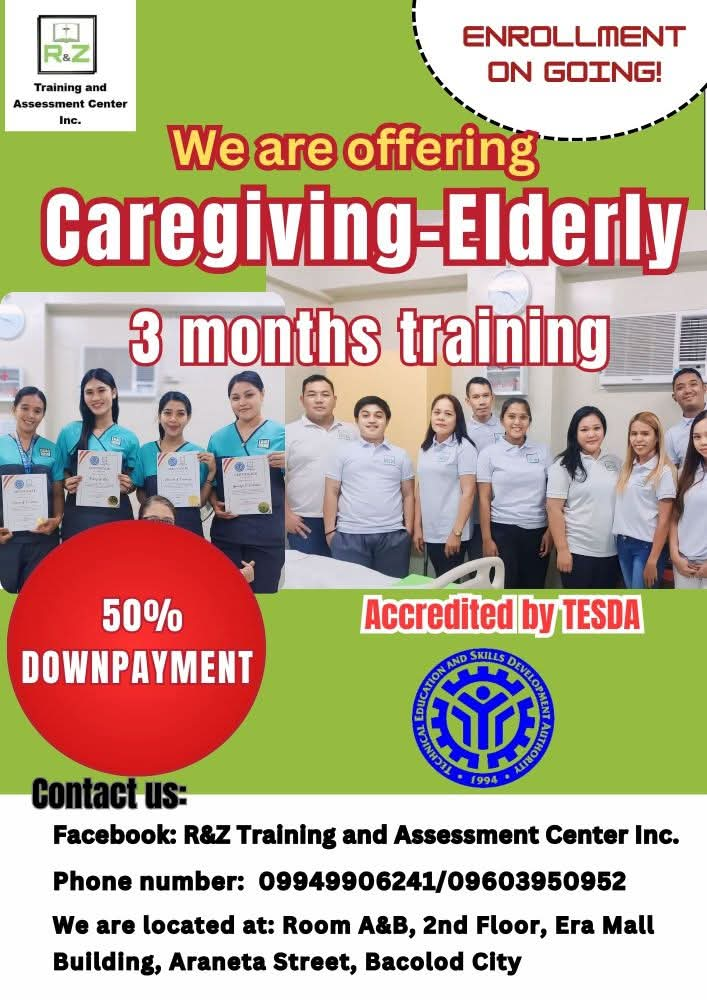 R&Z
Training and
Assessment Center
Inc.
ENROLLMENT
ON GOING!
We are offering
Caregiving-Elderly
3 months training
50%
DOWNPAYMENT
Accredited by TESDA
TECHNICAL EDUCATION AND SKILLS DEVELOPMENT AUTHORITY
1994
Contact us:
Facebook: R&Z Training and Assessment Center Inc.
Phone number: 09949906241/09603950952
We are located at: Room A&B, 2nd Floor, Era Mall
Building, Araneta Street, Bacolod City